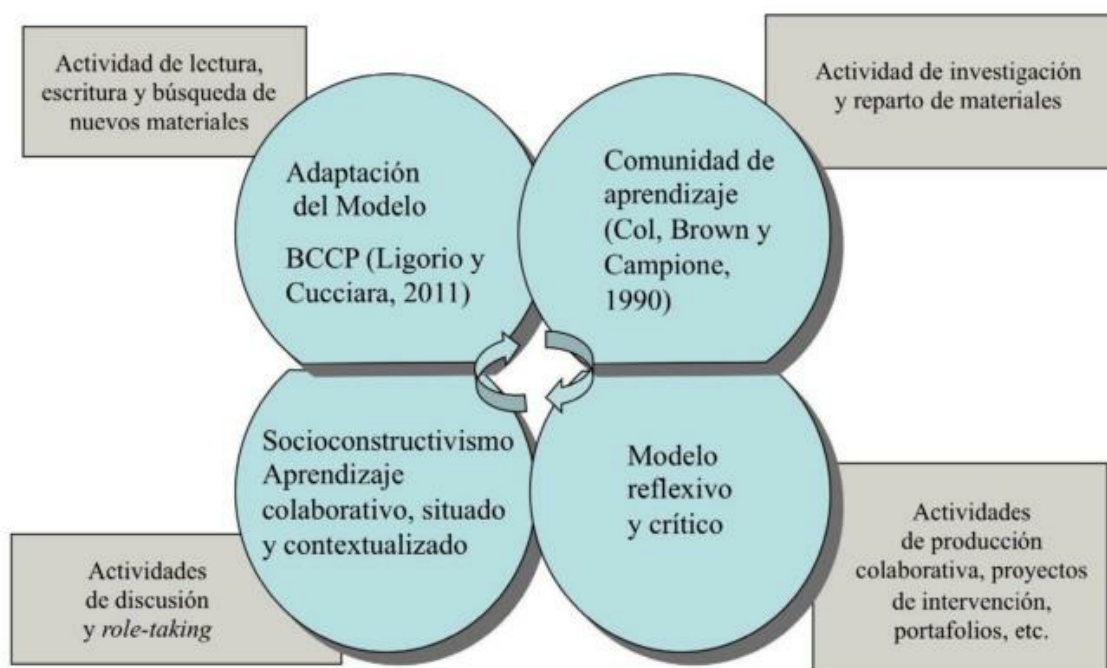 Actividad de lectura,
escritura y búsqueda de
nuevos materiales
Actividad de investigación
y reparto de materiales
Adaptación
del Modelo
BCCP (Ligorio y
Cucciara, 2011)
Comunidad de
aprendizaje
(Col, Brown y
Campione,
1990)
Socioconstructivismo
Aprendizaje
colaborativo, situado
y contextualizado
Modelo
reflexivo
y crítico
Actividades
de discusión
y role-taking
Actividades
de producción
colaborativa, proyectos
de intervención,
portafolios, etc.